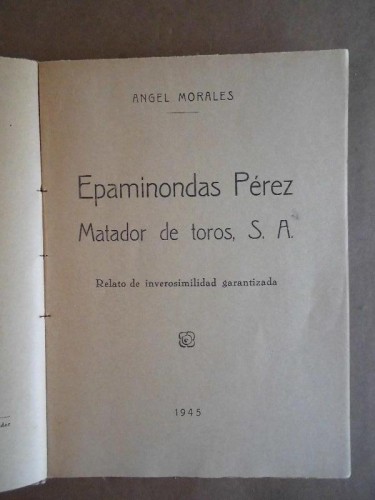 ANGEL MORALES
Epaminondas Pérez
Matador de toros, S. A.
Relato de inverosimilidad garantizada
1945